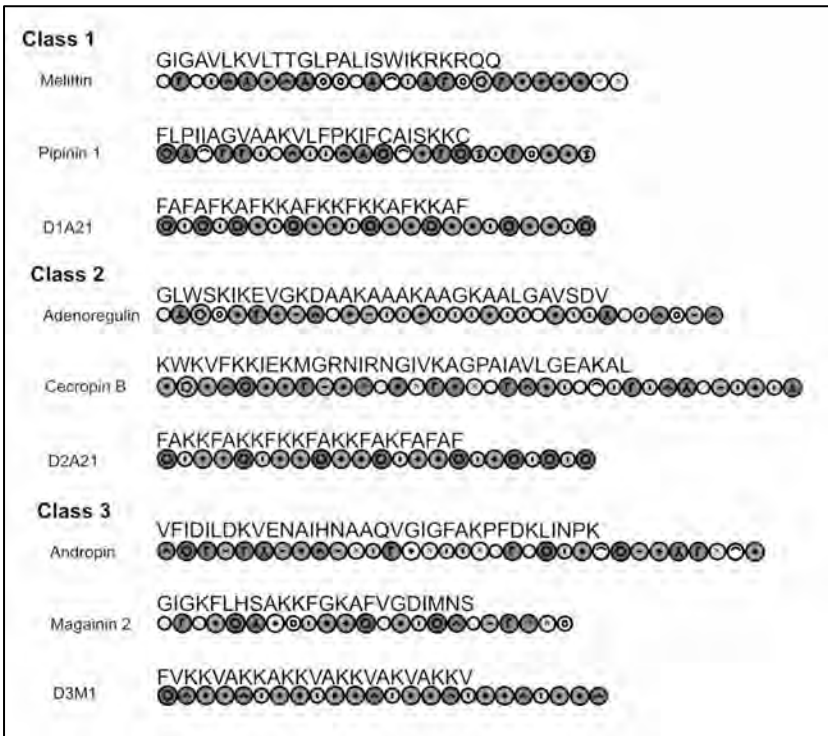 Class 1
GIGAVLKVLTTGLPALISWIKRKRQQ
Melittin
FLPIIAGVAAKVLFPKIFCAISKKC
Pipinin 1
FAFAFKAFKKAFKKFKKAFKKAF
D1A21
Class 2
GLWSKIKEVGKDAAKAAAKAAGKAALGAVSDV
Adenoregulin
KWKVFKKIEKMGRNIRNGIVKAGPAIAVLGEAKAL
Cecropin B
FAKKFAKKFKKFAKKFAKFAFAF
D2A21
Class 3
VFIDILDKVENAIHNAAQVGIGFAKPFDKLINPK
Andropin
GIGKFLHSAKKFGKAFVGDIMNS
Magainin 2
FVKKVAKKAKKVAKKVAKVAKKV
D3M1